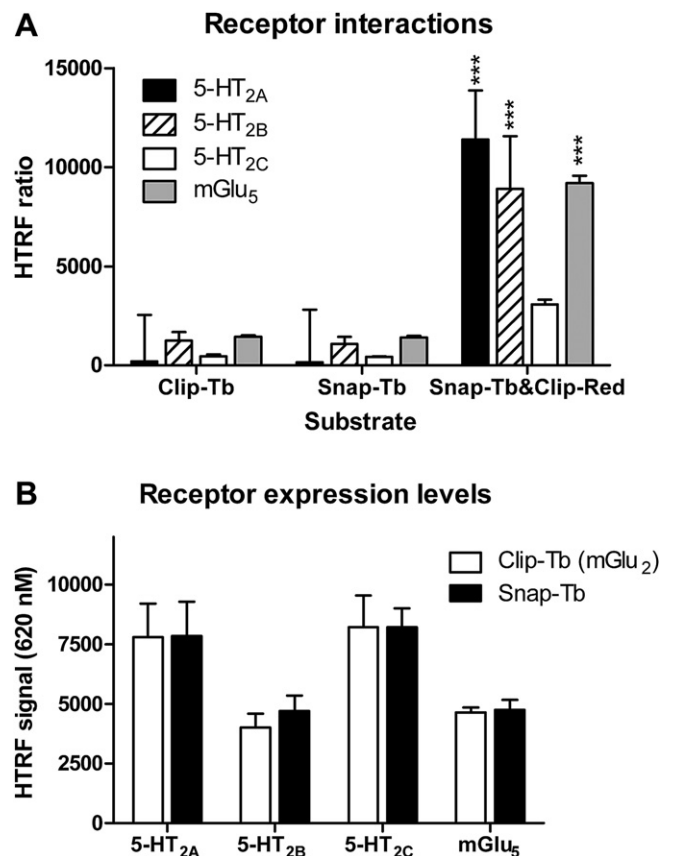 A Receptor interactions
15000
10000
5000
0
HTRF ratio
5-HT2A
5-HT2B
5-HT2C
mGlu5
***
***
***
Clip-Tb Snap-Tb Snap-Tb&Clip-Red
Substrate
B Receptor expression levels
10000
7500
5000
2500
0
HTRF signal (620 nM)
Clip-Tb (mGlu2)
Snap-Tb
5-HT2A 5-HT2B 5-HT2C mGlu5